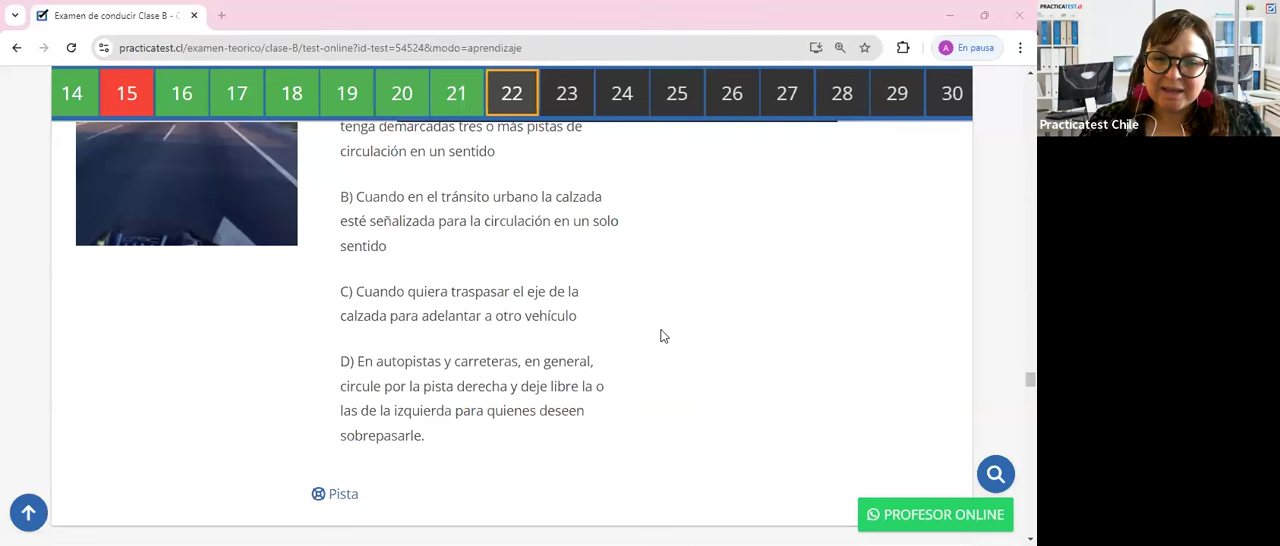 Examen de conducir Clase B - C
practicatest.cl/examen-teorico/clase-B/test-online?id-test=54524&modo=aprendizaje
A En pausa
PRACTICATEST.cl
Practicatest Chile
14 15 16 17 18 19 20 21 22 23 24 25 26 27 28 29 30
tenga demarcadas tres o más pistas de
circulación en un sentido
B) Cuando en el tránsito urbano la calzada
esté señalizada para la circulación en un solo
sentido
C) Cuando quiera traspasar el eje de la
calzada para adelantar a otro vehículo
D) En autopistas y carreteras, en general,
circule por la pista derecha y deje libre la o
las de la izquierda para quienes deseen
sobrepasarle.
Pista
PROFESOR ONLINE